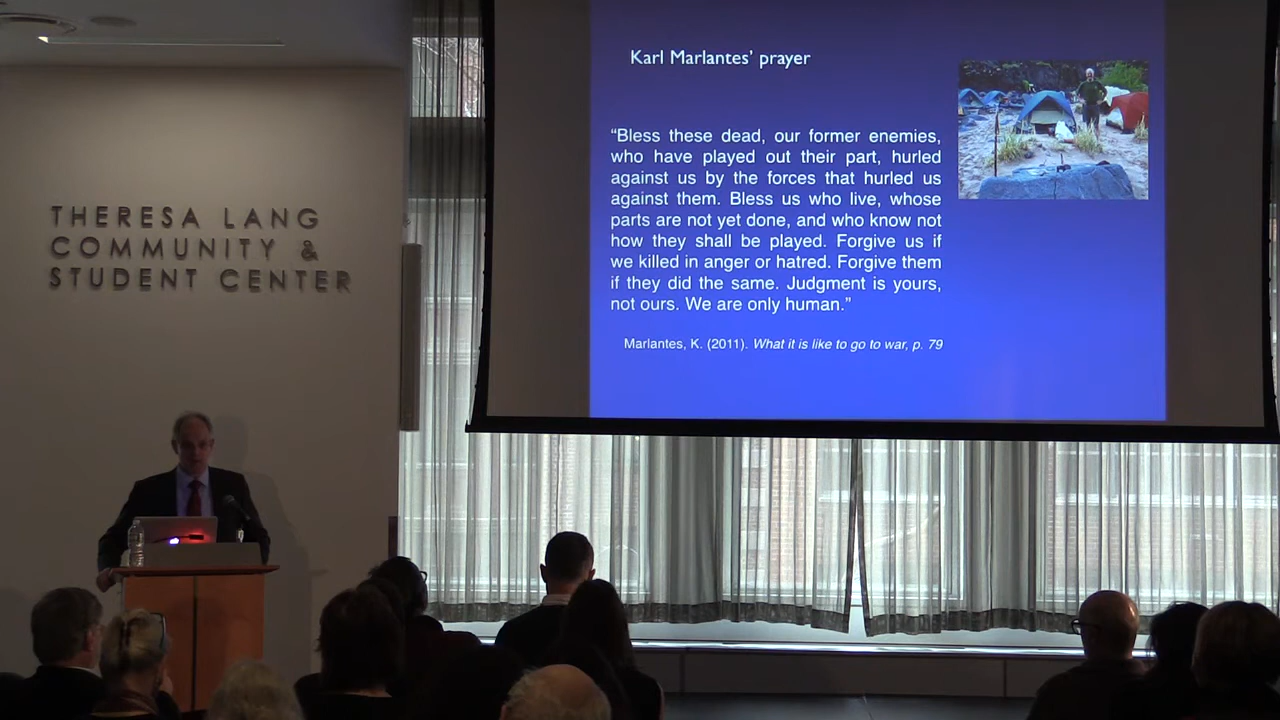 THERESA LANG
COMMUNITY &
STUDENT CENTER
Karl Marlantes’ prayer
“Bless these dead, our former enemies,
who have played out their part, hurled
against us by the forces that hurled us
against them. Bless us who live, whose
parts are not yet done, and who know not
how they shall be played. Forgive us if
we killed in anger or hatred. Forgive them
if they did the same. Judgment is yours,
not ours. We are only human.”
Marlantes, K. (2011). What it is like to go to war, p. 79